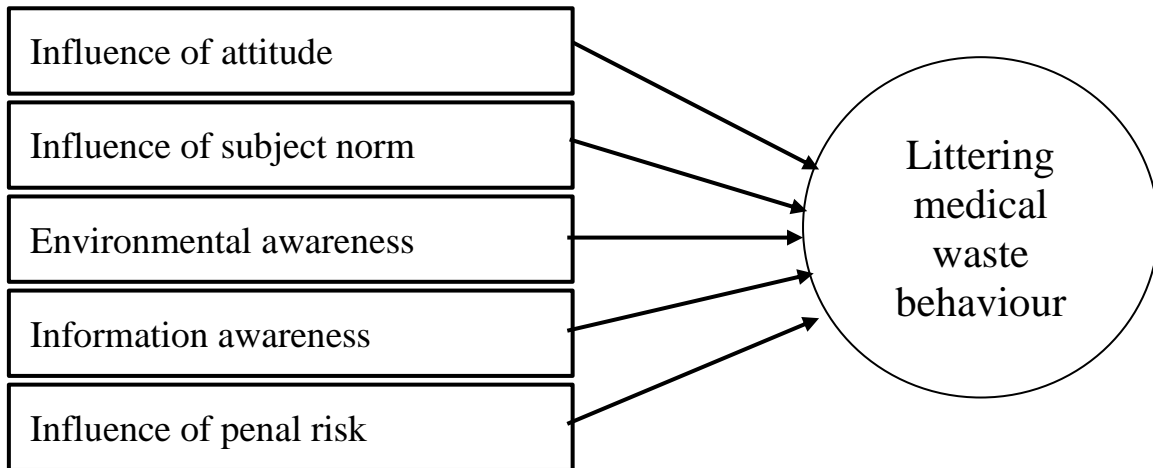 Influence of attitude
Influence of subject norm
Environmental awareness
Information awareness
Influence of penal risk
Littering
medical
waste
behaviour